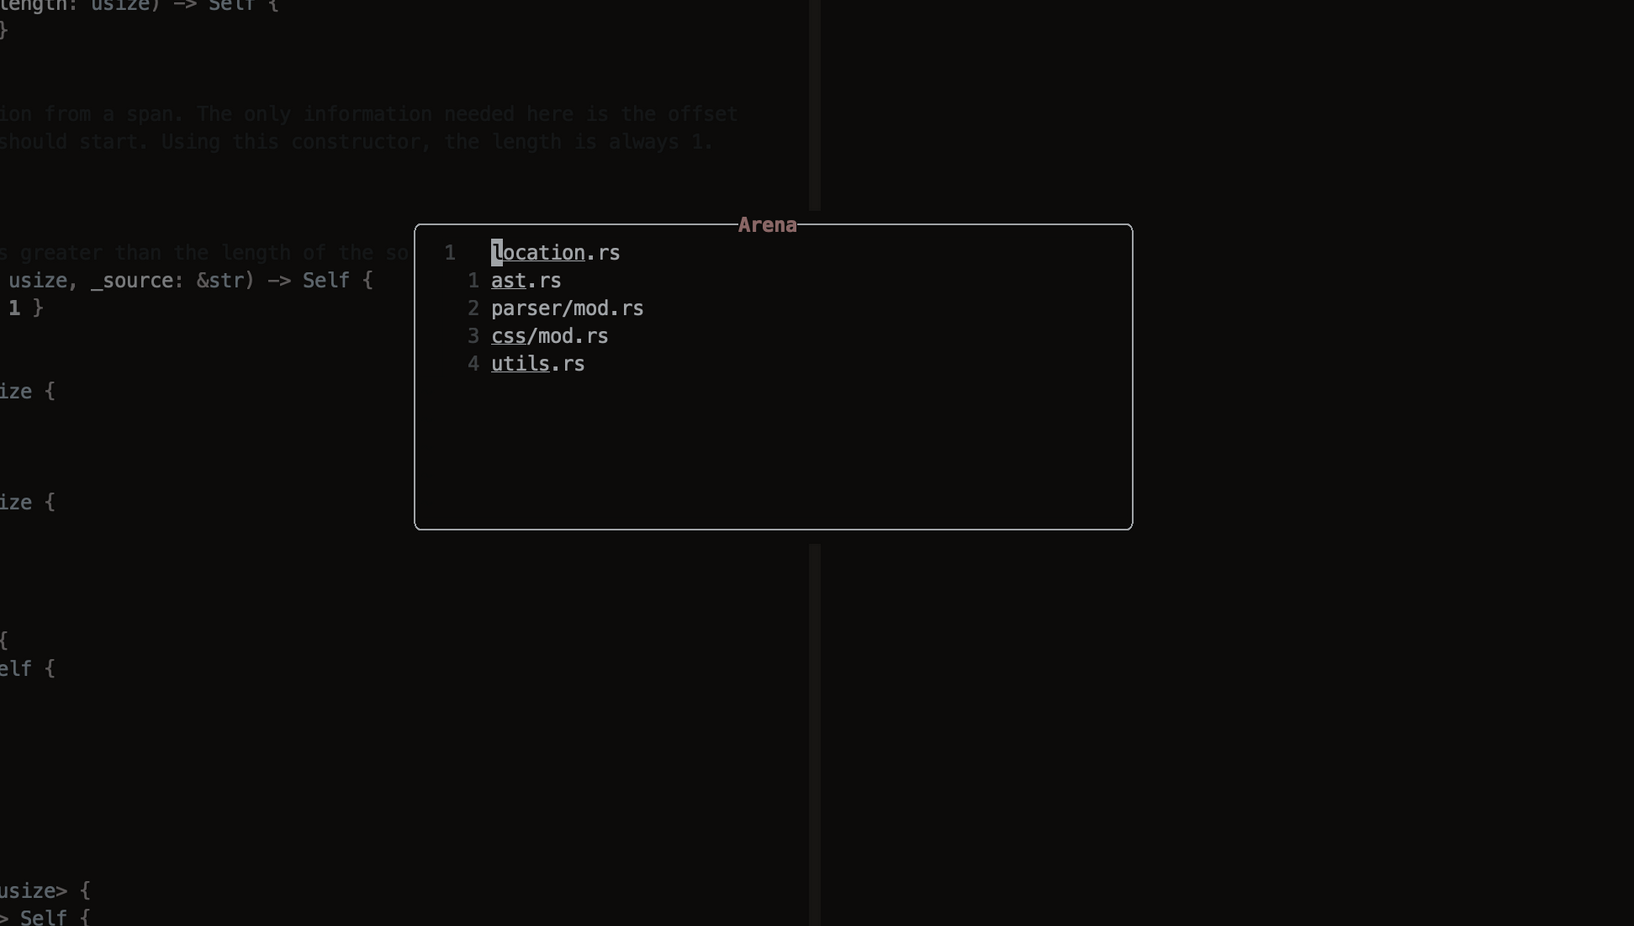 length: usize) -> Self {
}
ion from a span. The only information needed here is the offset
should start. Using this constructor, the length is always 1.
s greater than the length of the so
usize, _source: &str) -> Self {
1 }
ize {
ize {
{
elf {
usize> {
> Self {
Arena
1 location.rs
1 ast.rs
2 parser/mod.rs
3 css/mod.rs
4 utils.rs